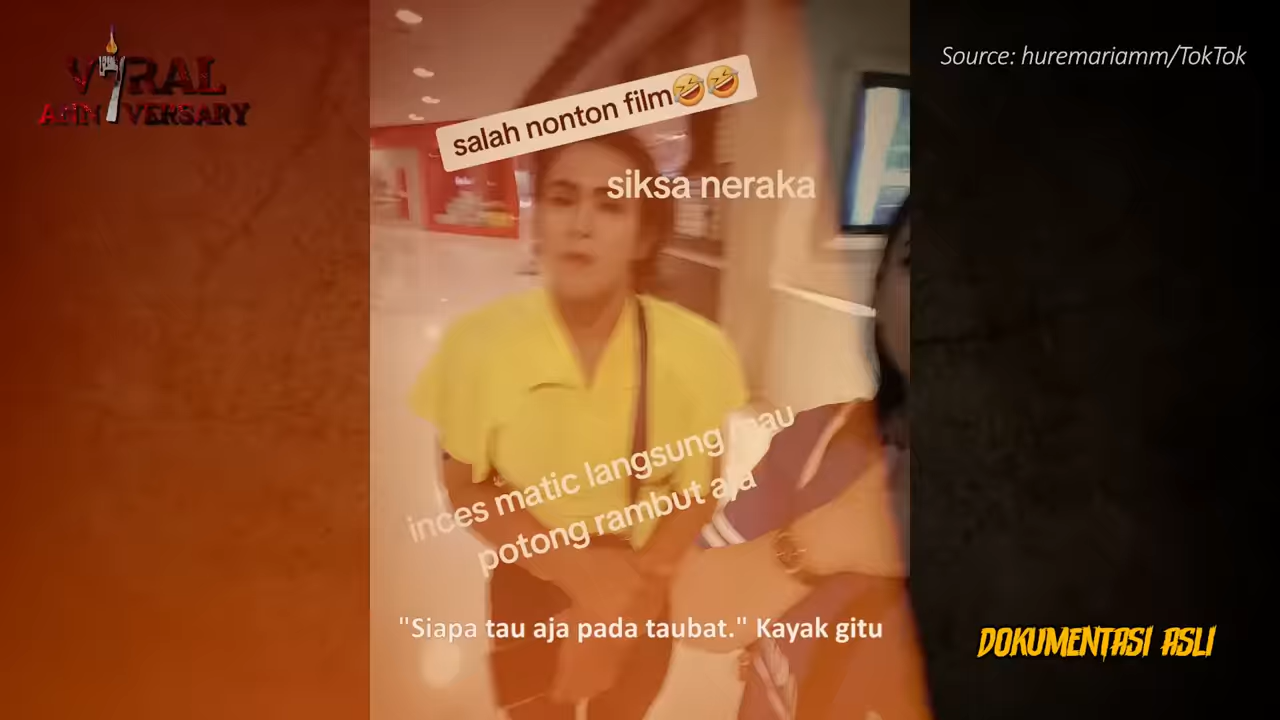 V7RAL
ANNIVERSARY
Source: huremariamm/TokTok
salah nonton film🤣🤣
siksa neraka
inces matic langsung mau
potong rambut aja
"Siapa tau aja pada taubat." Kayak gitu
DOKUMENTASI ASLI